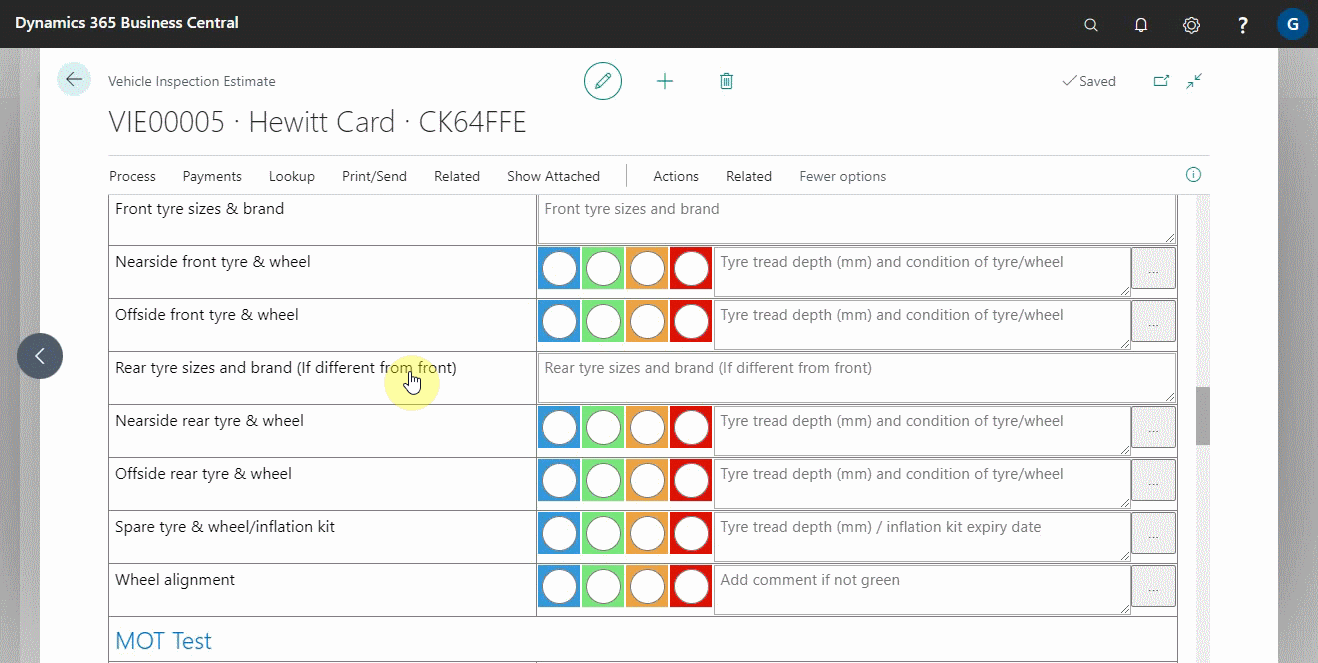 Dynamics 365 Business Central
?
G
Vehicle Inspection Estimate
Saved
VIE00005 · Hewitt Card · CK64FFE
Process Payments Lookup Print/Send Related Show Attached Actions Related Fewer options
Front tyre sizes & brand Front tyre sizes and brand
Nearside front tyre & wheel Tyre tread depth (mm) and condition of tyre/wheel ...
Offside front tyre & wheel Tyre tread depth (mm) and condition of tyre/wheel ...
Rear tyre sizes and brand (If different from front) Rear tyre sizes and brand (If different from front)
Nearside rear tyre & wheel Tyre tread depth (mm) and condition of tyre/wheel ...
Offside rear tyre & wheel Tyre tread depth (mm) and condition of tyre/wheel ...
Spare tyre & wheel/inflation kit Tyre tread depth (mm) / inflation kit expiry date ...
Wheel alignment Add comment if not green ...
MOT Test